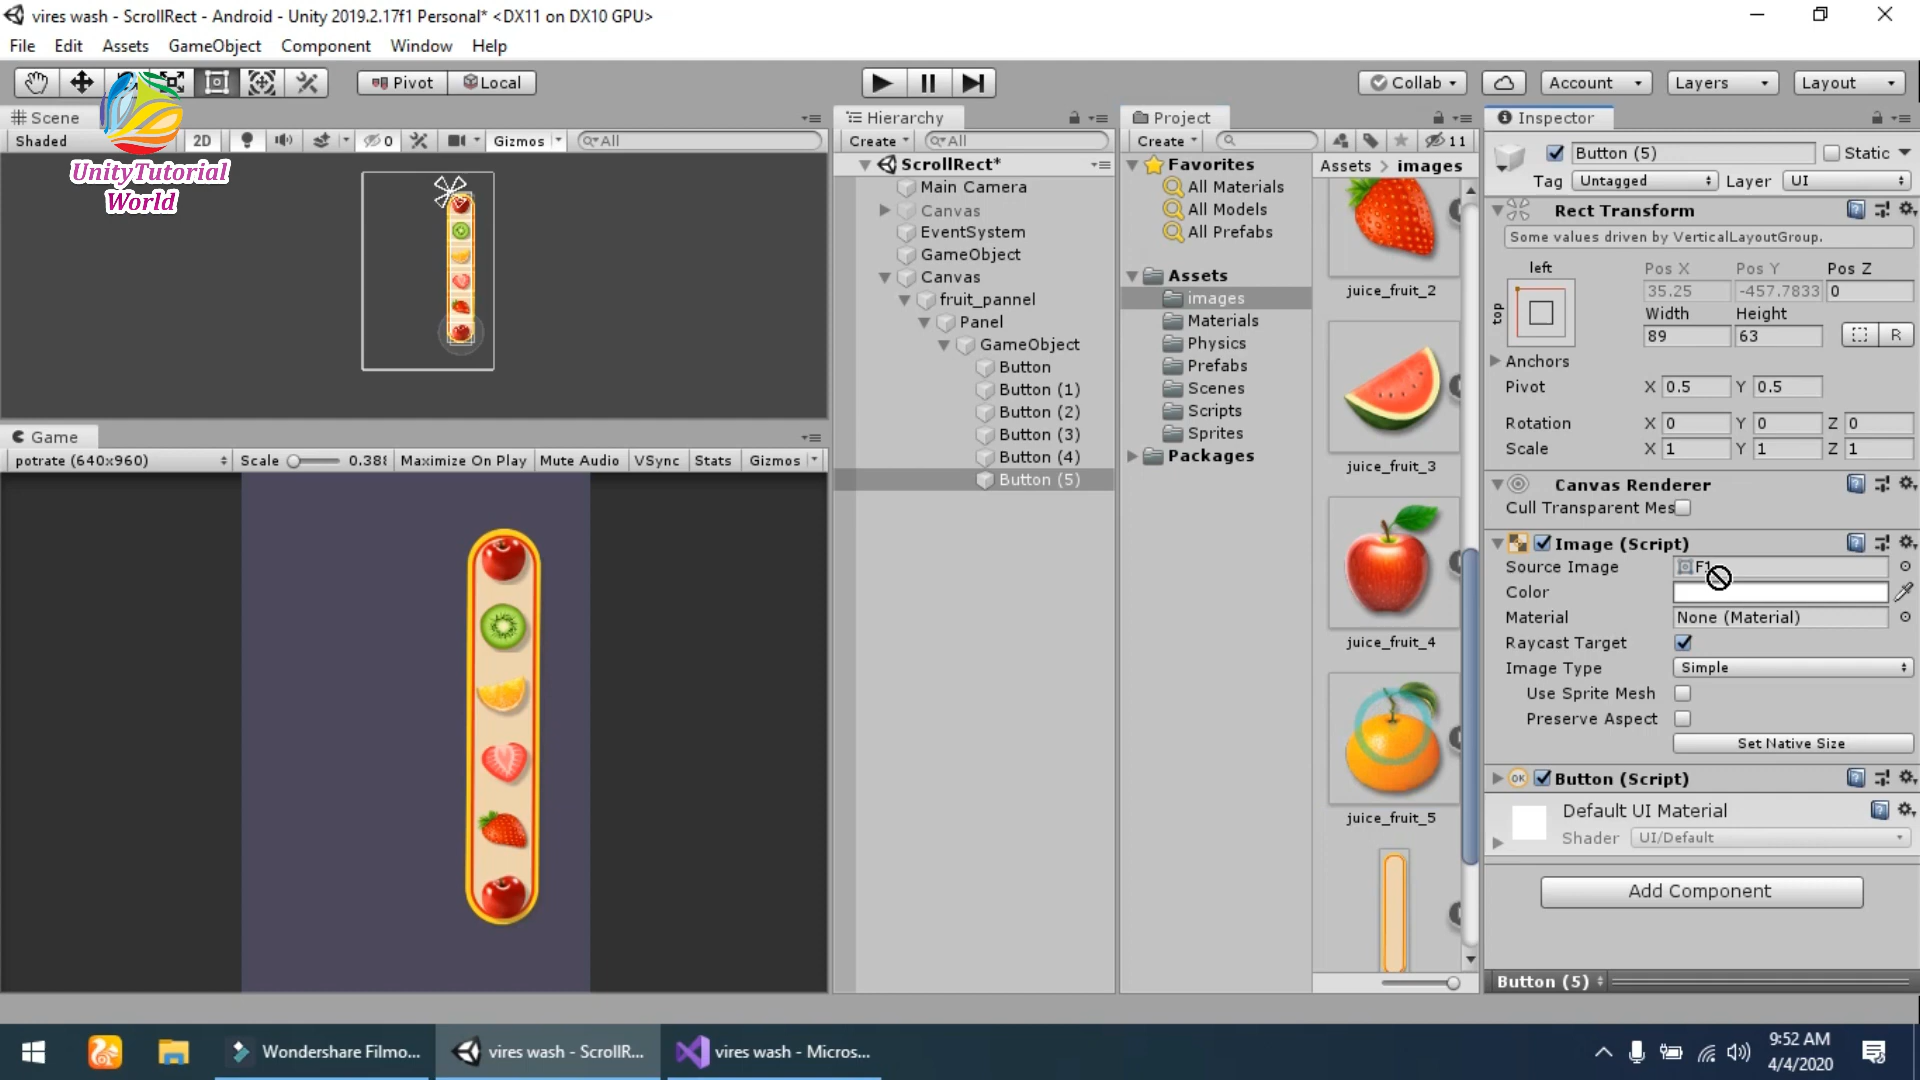 vires wash - ScrollRect - Android - Unity 2019.2.17f1 Personal* <DX11 on DX10 GPU>
File Edit Assets GameObject Component Window Help
Pivot Local Collab Account Layers Layout
UnityTutorial
World
Scene
Shaded 2D 0 Gizmos All
Game
potrate (640x960) Scale 0.388 Maximize On Play Mute Audio VSync Stats Gizmos
Hierarchy
Create All
ScrollRect*
Main Camera
Canvas
EventSystem
GameObject
Canvas
fruit_pannel
Panel
GameObject
Button
Button (1)
Button (2)
Button (3)
Button (4)
Button (5)
Project
Create 11
Favorites
All Materials
All Models
All Prefabs
Assets
images
Materials
Physics
Prefabs
Scenes
Scripts
Sprites
Packages
Assets > images
juice_fruit_2
juice_fruit_3
juice_fruit_4
juice_fruit_5
Inspector
Button (5) Static
Tag Untagged Layer UI
Rect Transform
Some values driven by VerticalLayoutGroup.
left Pos X Pos Y Pos Z
top 35.25 -457.7833 0
Width Height
89 63 R
Anchors
Pivot X 0.5 Y 0.5
Rotation X 0 Y 0 Z 0
Scale X 1 Y 1 Z 1
Canvas Renderer
Cull Transparent Mes
Image (Script)
Source Image F1
Color
Material None (Material)
Raycast Target
Image Type Simple
Use Sprite Mesh
Preserve Aspect
Set Native Size
OK Button (Script)
Default UI Material
Shader UI/Default
Add Component
Button (5)
Wondershare Filmo... vires wash - ScrollR... vires wash - Micros...
9:52 AM
4/4/2020